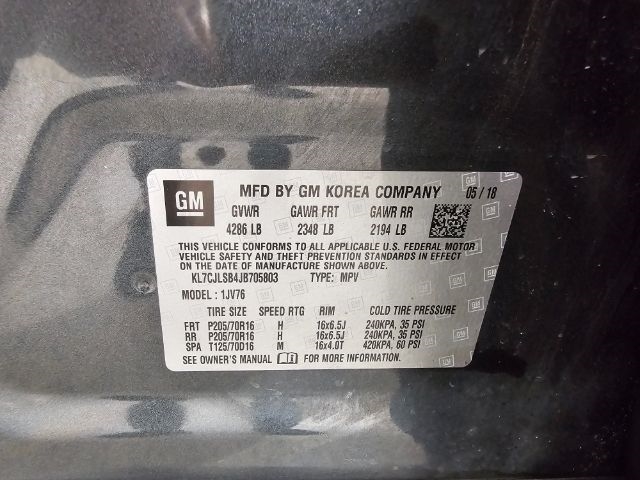 GM
MFD BY GM KOREA COMPANY 05 / 18
GVWR GAWR FRT GAWR RR
4286 LB 2348 LB 2194 LB
THIS VEHICLE CONFORMS TO ALL APPLICABLE U.S. FEDERAL MOTOR
VEHICLE SAFETY AND THEFT PREVENTION STANDARDS IN EFFECT
ON THE DATE OF MANUFACTURE SHOWN ABOVE.
KL7CJLSB4JB705803 TYPE: MPV
MODEL : 1JV76
TIRE SIZE SPEED RTG RIM COLD TIRE PRESSURE
FRT P205/70R16 H 16x6.5J 240KPA, 35 PSI
RR P205/70R16 H 16x6.5J 240KPA, 35 PSI
SPA T125/70D16 M 16x4.0T 420KPA, 60 PSI
SEE OWNER'S MANUAL FOR MORE INFORMATION.